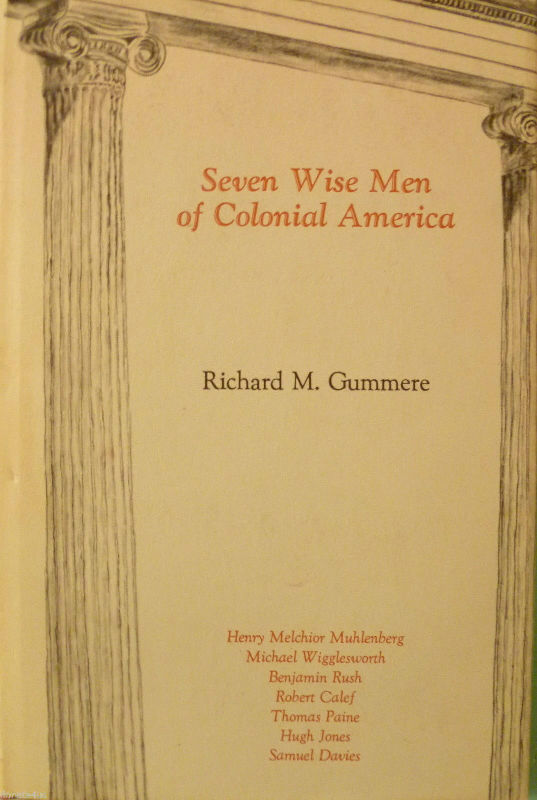 Seven Wise Men
of Colonial America
Richard M. Gummere
Henry Melchior Muhlenberg
Michael Wigglesworth
Benjamin Rush
Robert Calef
Thomas Paine
Hugh Jones
Samuel Davies